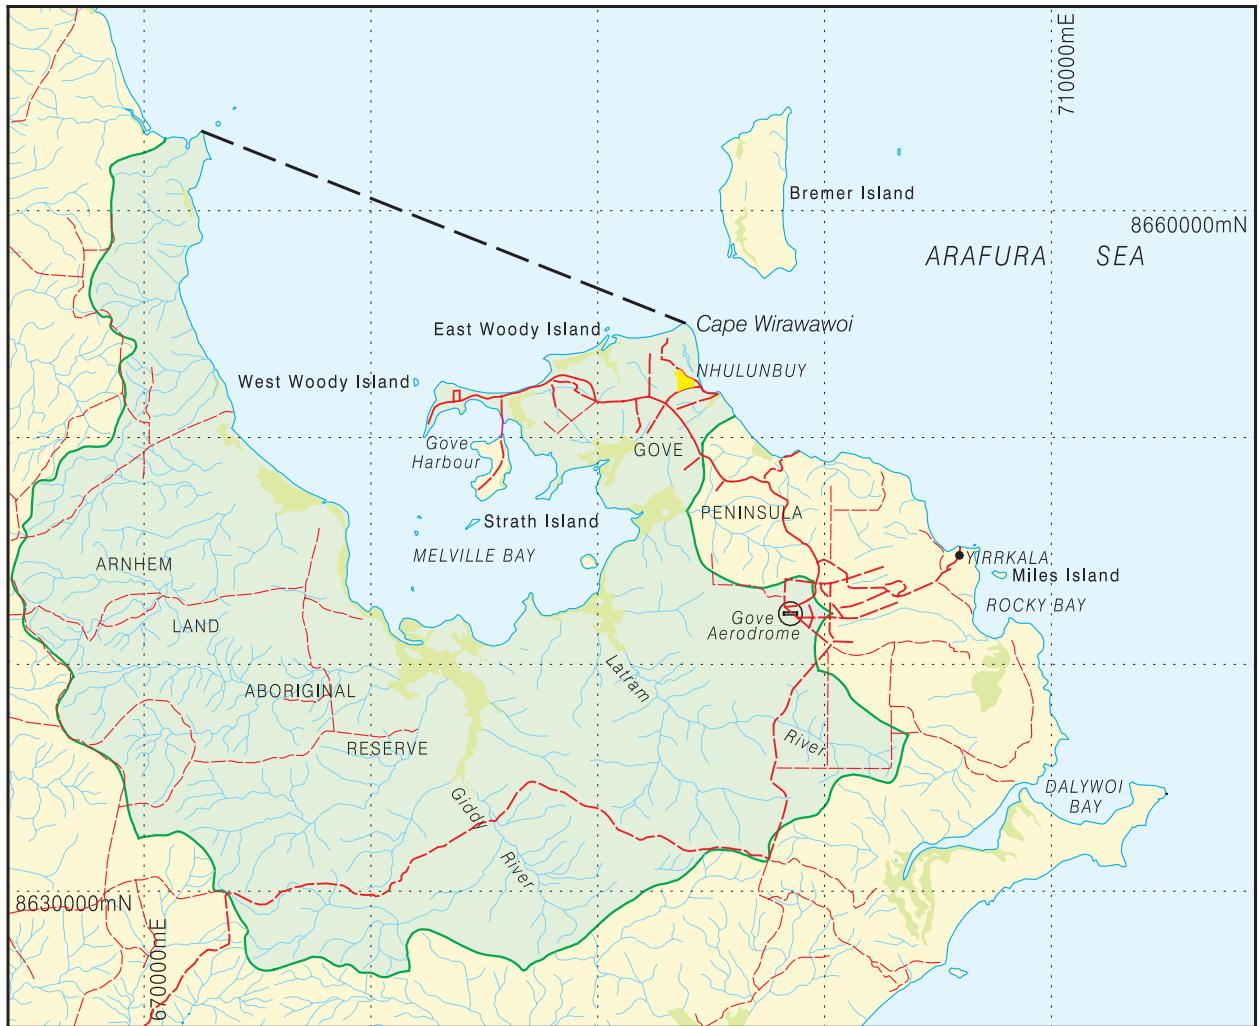 710000mE
Bremer Island
8660000mN
ARAFURA SEA
Cape Wirawawoi
East Woody Island
NHULUNBUY
West Woody Island
Gove
Harbour
GOVE
PENINSULA
Strath Island
MELVILLE BAY
YIRRKALA
ARNHEM
Miles Island
ROCKY BAY
LAND
Gove
Aerodrome
Latram
ABORIGINAL
River
RESERVE
DALYWOI
BAY
Giddy
River
8630000mN
670000mE